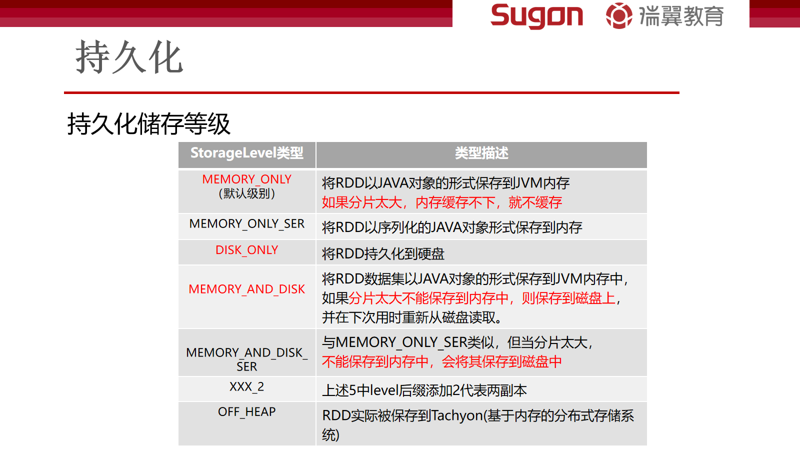 Sugon 瑞翼教育
持久化
持久化储存等级
StorageLevel类型 类型描述
MEMORY_ONLY
（默认级别）
将RDD以JAVA对象的形式保存到JVM内存
如果分片太大，内存缓存不下，就不缓存
MEMORY_ONLY_SER 将RDD以序列化的JAVA对象形式保存到内存
DISK_ONLY 将RDD持久化到硬盘
MEMORY_AND_DISK
将RDD数据集以JAVA对象的形式保存到JVM内存中，
如果分片太大不能保存到内存中，则保存到磁盘上，
并在下次用时重新从磁盘读取。
MEMORY_AND_DISK_
SER
与MEMORY_ONLY_SER类似，但当分片太大，
不能保存到内存中，会将其保存到磁盘中
XXX_2 上述5中level后缀添加2代表两副本
OFF_HEAP
RDD实际被保存到Tachyon(基于内存的分布式存储系
统)